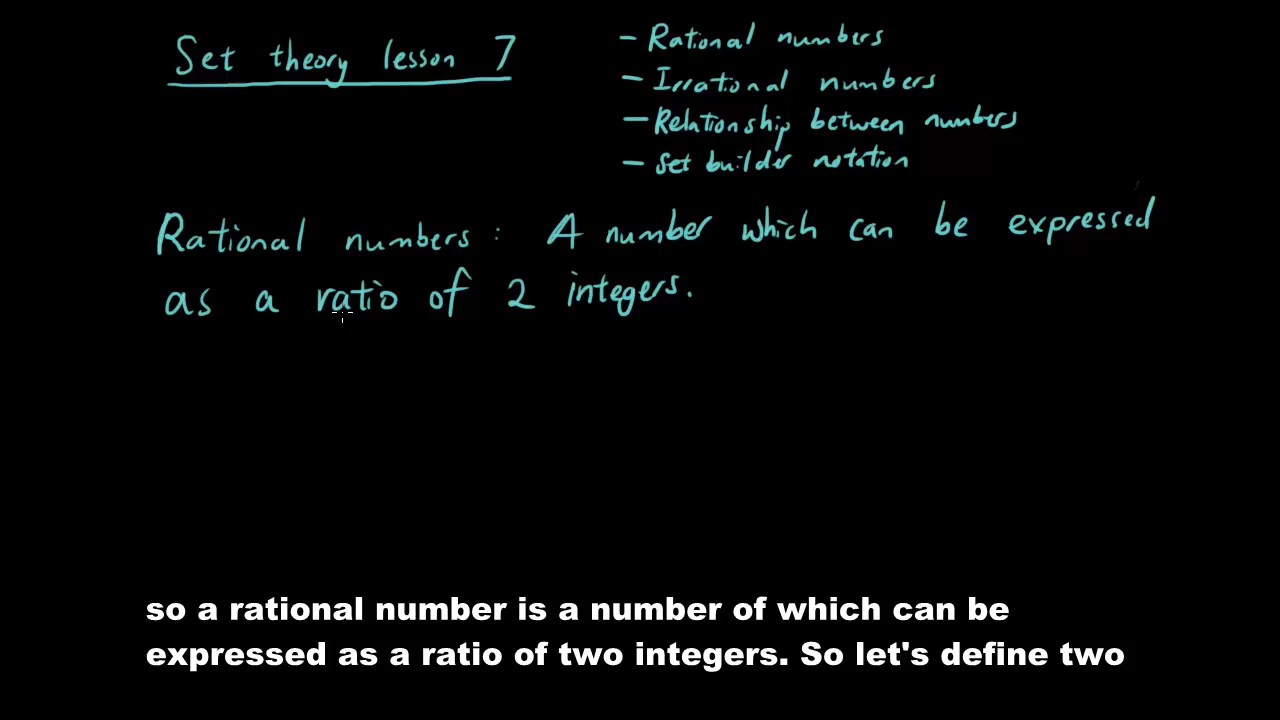 Set theory lesson 7
- Rational numbers
- Irrational numbers
- Relationship between numbers
- Set builder notation
Rational numbers : A number which can be expressed
as a ratio of 2 integers.
so a rational number is a number of which can be
expressed as a ratio of two integers. So let's define two